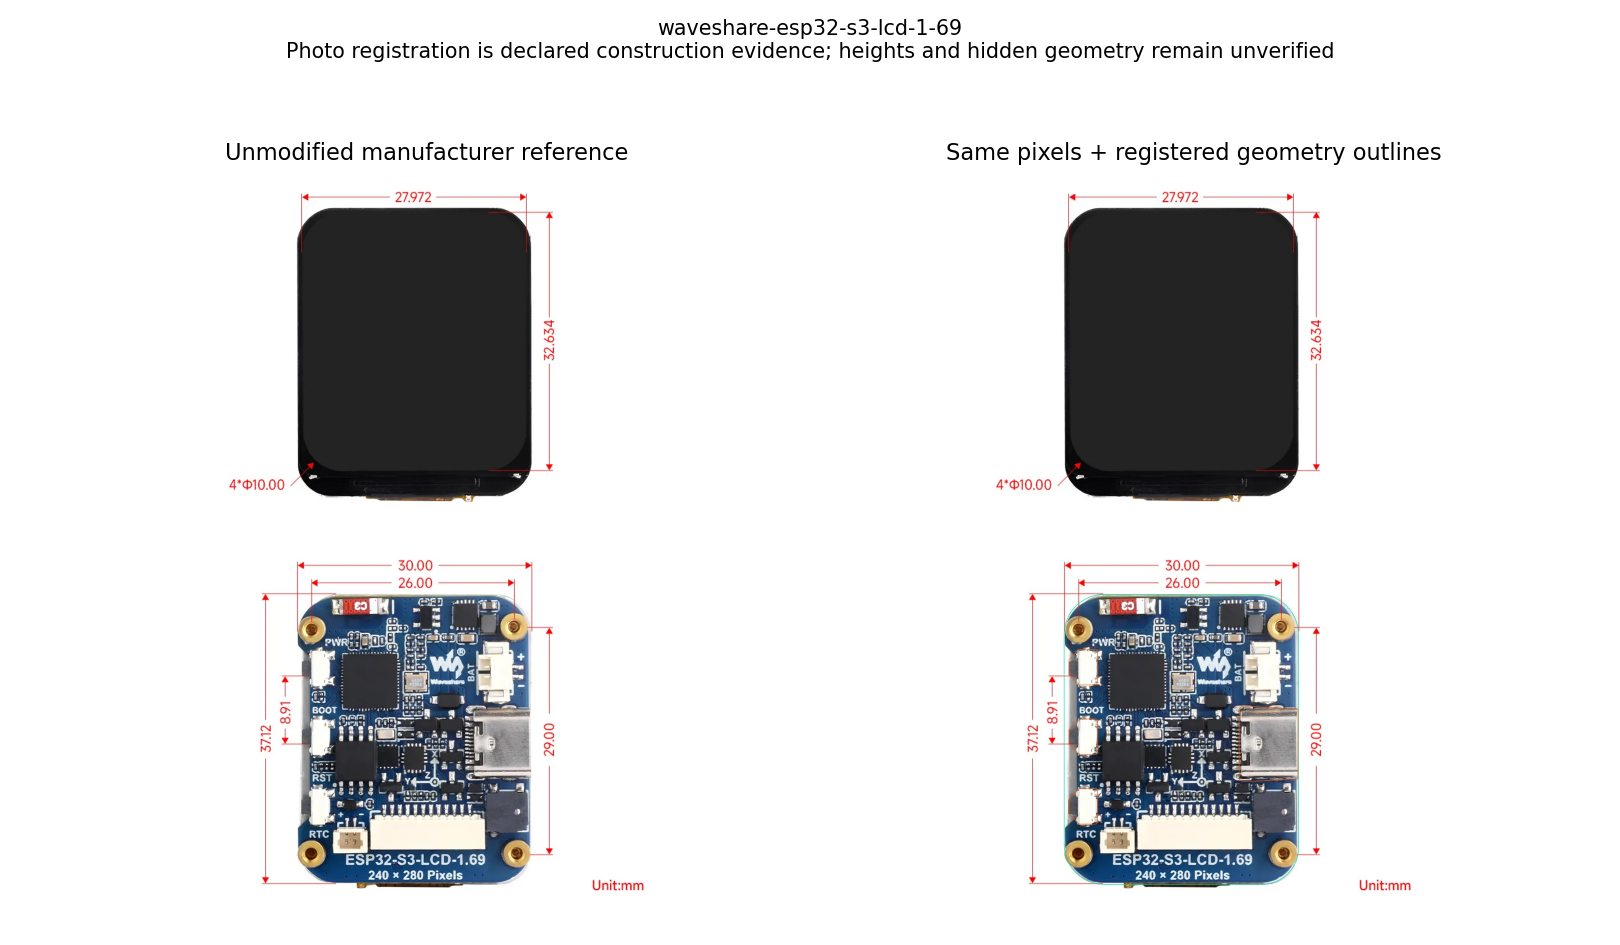 waveshare-esp32-s3-lcd-1-69
Photo registration is declared construction evidence; heights and hidden geometry remain unverified
Unmodified manufacturer reference
27.972
32.634
4*Φ10.00
30.00
26.00
37.12
8.91
29.00
C3
PWR
BOOT
RST
RTC
BAT
+
-
®
Waveshare
X
Y
Z
ESP32-S3-LCD-1.69
240 × 280 Pixels
Unit:mm
Same pixels + registered geometry outlines
27.972
32.634
4*Φ10.00
30.00
26.00
37.12
8.91
29.00
C3
PWR
BOOT
RST
RTC
BAT
+
-
®
Waveshare
X
Y
Z
ESP32-S3-LCD-1.69
240 × 280 Pixels
Unit:mm